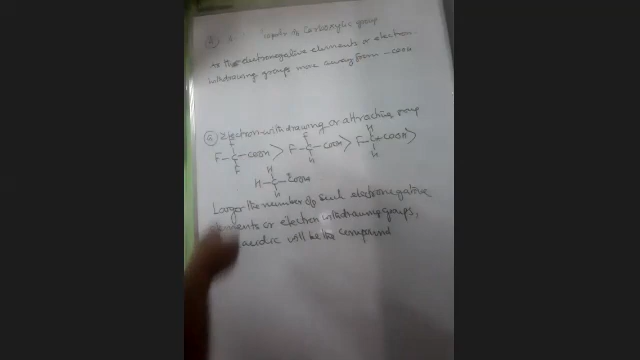 to Carboxylic group
As the electronegative elements or electron
withdrawing groups move away from -COOH
Electron-withdrawing or attractive group
F F-C-COOH F > F F-C-COOH H > H F-C-COOH H >
H H-C-COOH H
Larger the number of such electronegative
elements or electron withdrawing groups,
acidic will be the compound